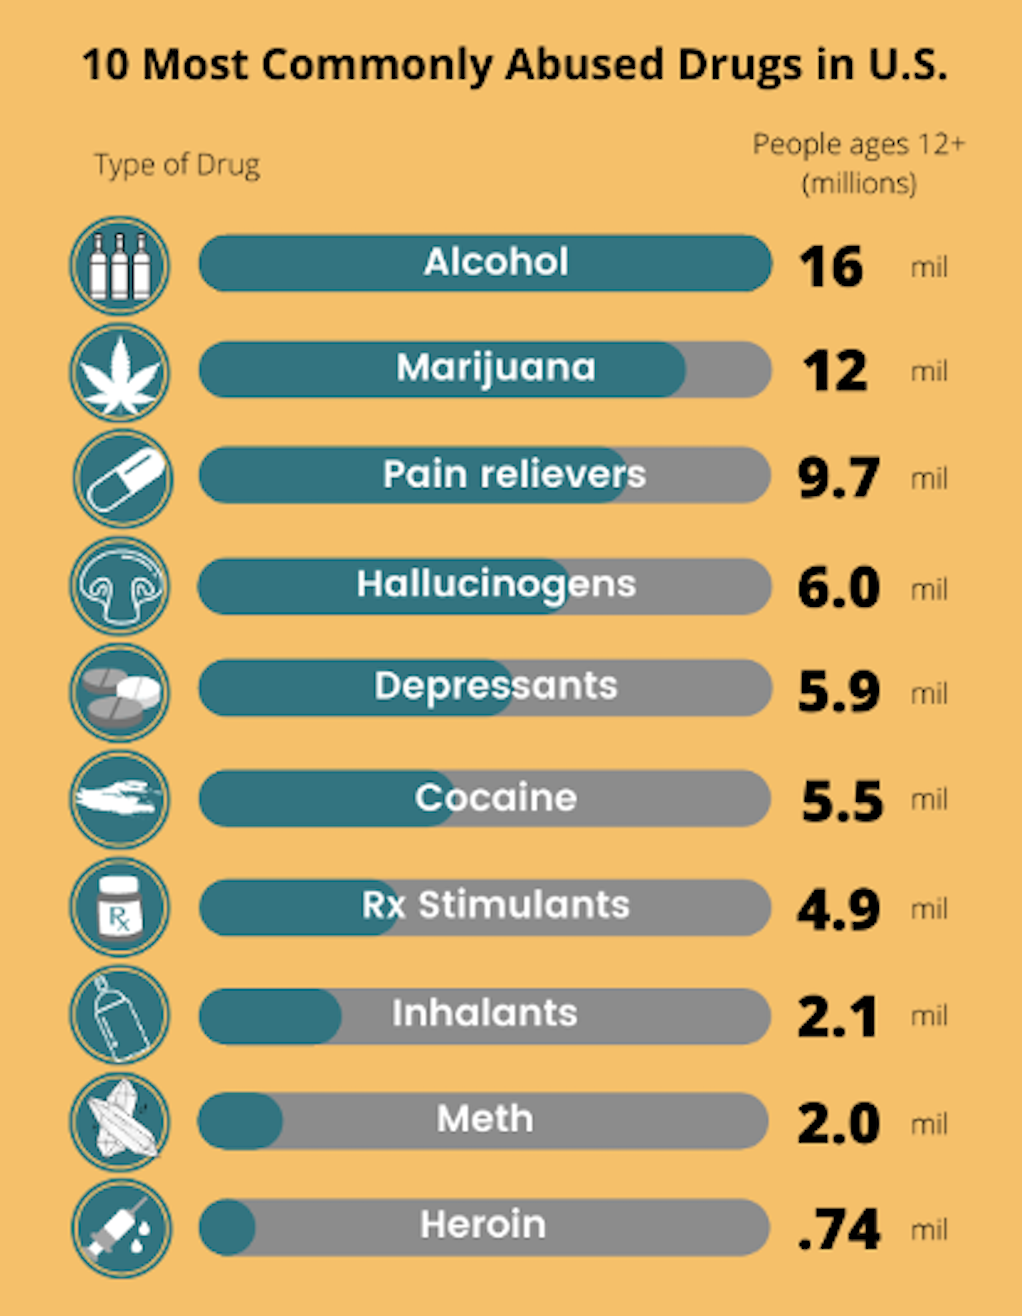 10 Most Commonly Abused Drugs in U.S.
Type of Drug
People ages 12+
(millions)
Alcohol 16 mil
Marijuana 12 mil
Pain relievers 9.7 mil
Hallucinogens 6.0 mil
Depressants 5.9 mil
Cocaine 5.5 mil
Rx Stimulants 4.9 mil
Inhalants 2.1 mil
Meth 2.0 mil
Heroin .74 mil
Rx